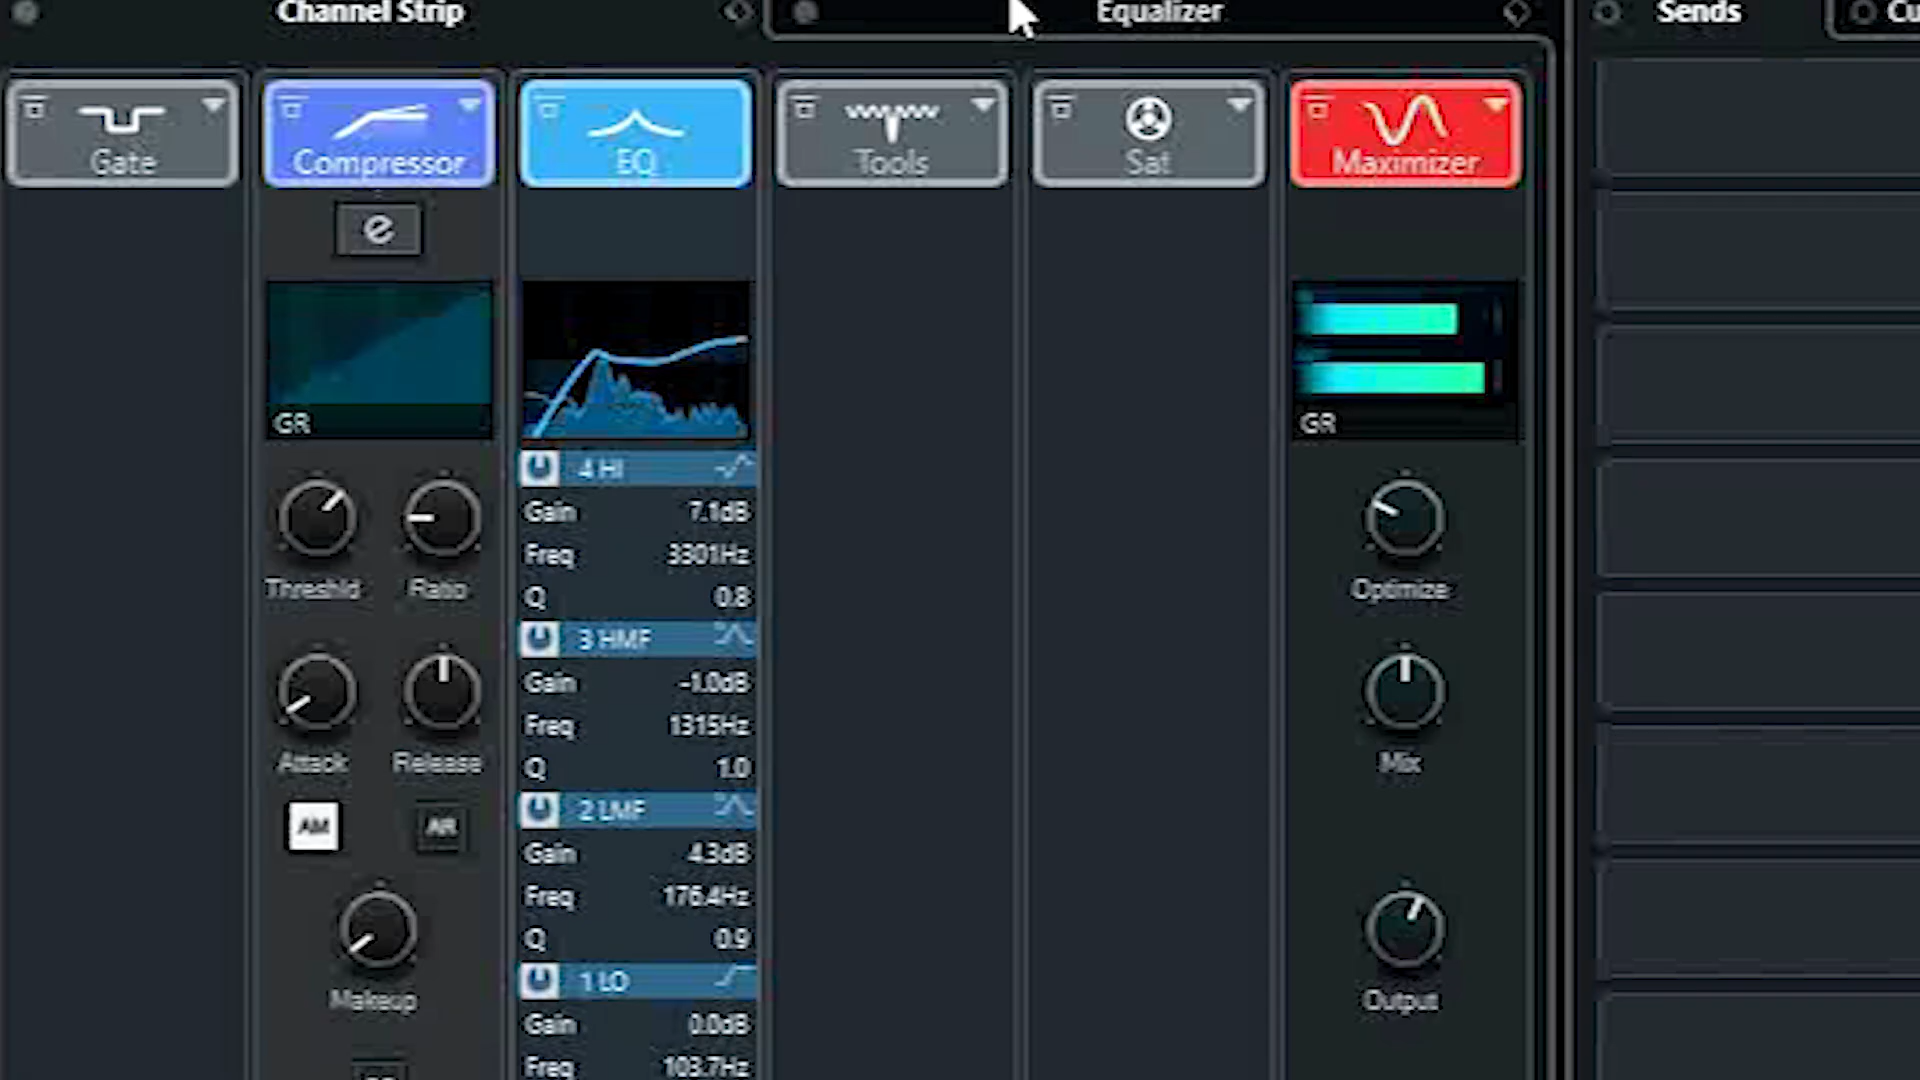 Channel Strip
Equalizer
Sends
Gate
Compressor
EQ
Tools
Sat
Maximizer
e
GR
GR
4 HI
Gain 7.1dB
Freq 3301Hz
Q 0.8
3 HMF
Gain -1.0dB
Freq 1315Hz
Q 1.0
2 LMF
Gain 4.3dB
Freq 176.4Hz
Q 0.9
1 LO
Gain 0.0dB
Freq 103.7Hz
Threshld Ratio
Attack Release
AM AR
Makeup
Optimize
Mix
Output